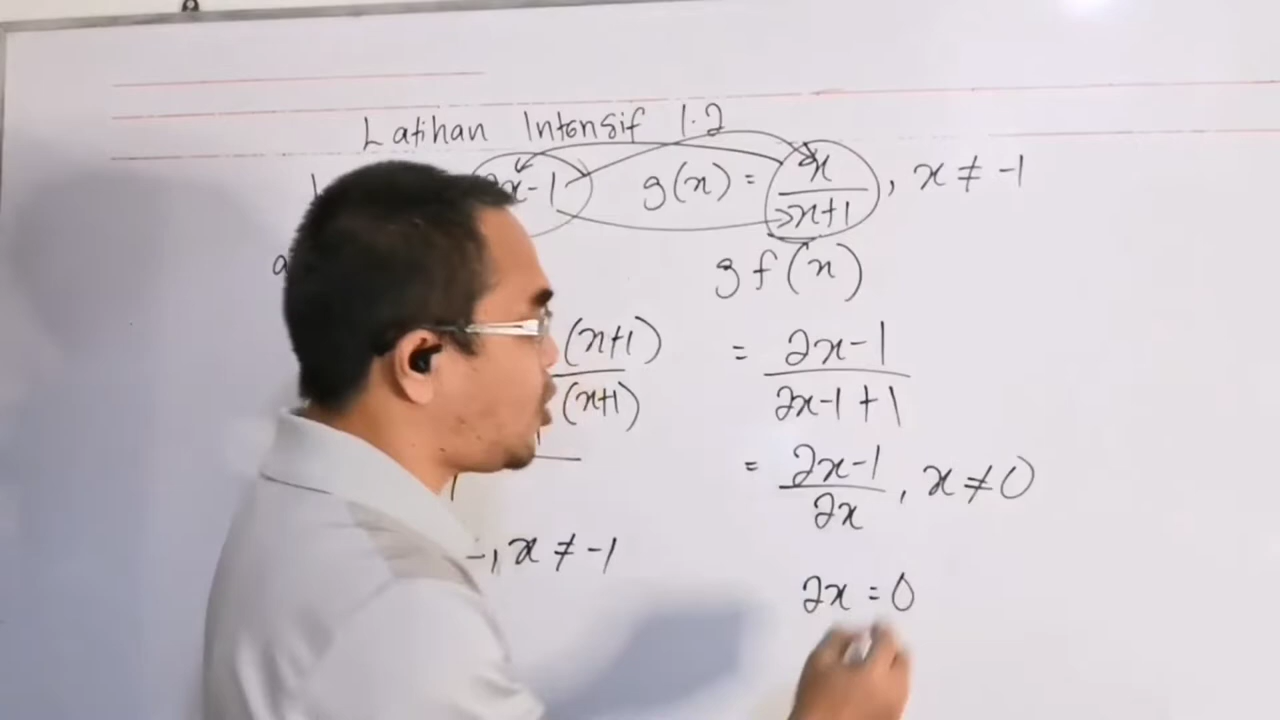 Latihan Intensif 1.2
2x-1 g(x) = x/x+1, x ≠ -1
a
gf(x)
(x+1)/(x+1)
= 2x-1/2x-1+1
= 2x-1/2x, x ≠ 0
, x ≠ -1
2x = 0